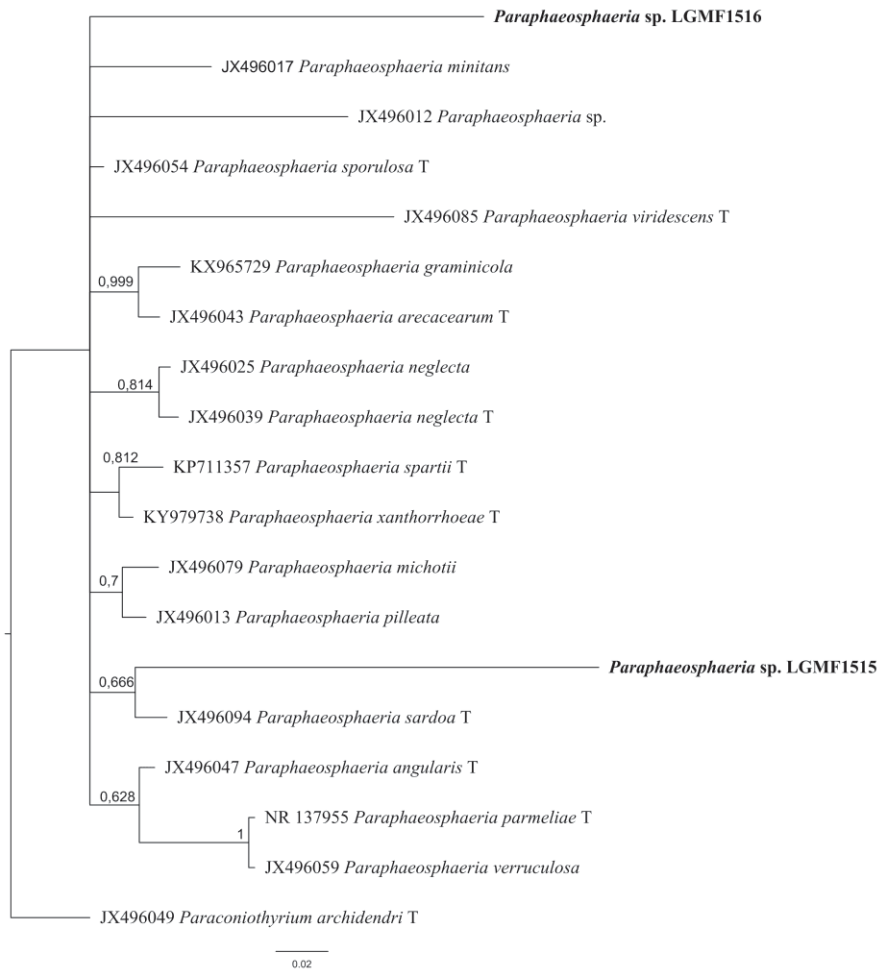 Paraphaeosphaeria sp. LGMF1516
JX496017 Paraphaeosphaeria minitans
JX496012 Paraphaeosphaeria sp.
JX496054 Paraphaeosphaeria sporulosa T
JX496085 Paraphaeosphaeria viridescens T
KX965729 Paraphaeosphaeria graminicola
0,999
JX496043 Paraphaeosphaeria arecacearum T
JX496025 Paraphaeosphaeria neglecta
0,814
JX496039 Paraphaeosphaeria neglecta T
0,812
KP711357 Paraphaeosphaeria spartii T
KY979738 Paraphaeosphaeria xanthorrhoeae T
JX496079 Paraphaeosphaeria michotii
0,7
JX496013 Paraphaeosphaeria pilleata
Paraphaeosphaeria sp. LGMF1515
0,666
JX496094 Paraphaeosphaeria sardoa T
JX496047 Paraphaeosphaeria angularis T
0,628
NR 137955 Paraphaeosphaeria parmeliae T
1
JX496059 Paraphaeosphaeria verruculosa
JX496049 Paraconiothyrium archidendri T
0.02